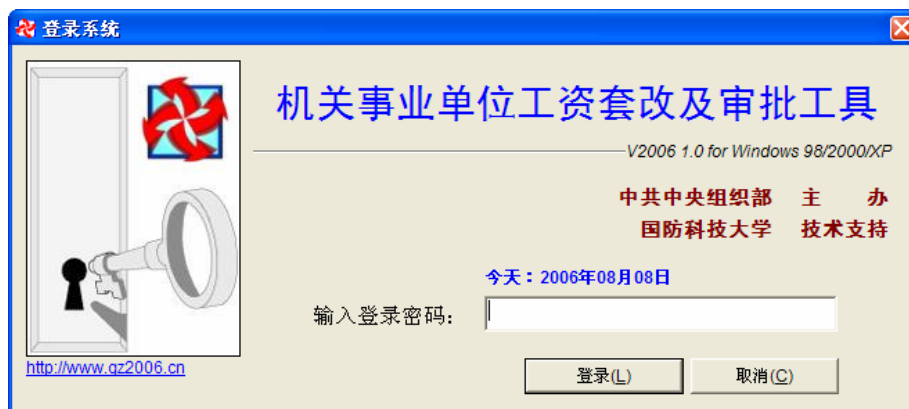 登录系统
机关事业单位工资套改及审批工具
V2006 1.0 for Windows 98/2000/XP
中共中央组织部 主 办
国防科技大学 技术支持
今天：2006年08月08日
输入登录密码：
http://www.gz2006.cn
登录(L) 取消(C)